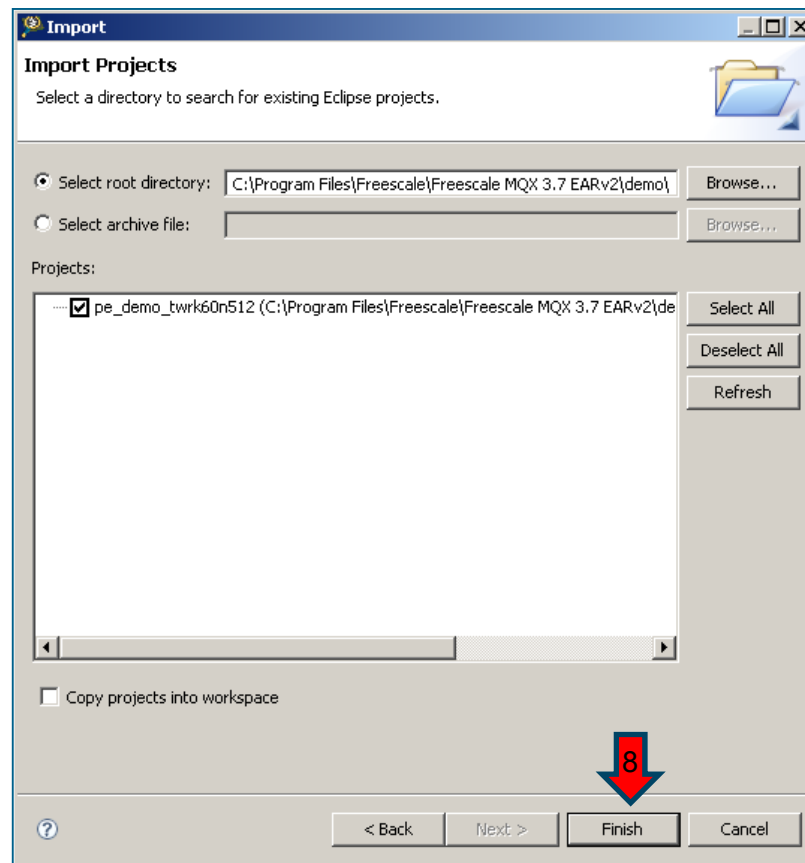 Import
Import Projects
Select a directory to search for existing Eclipse projects.
Select root directory: C:\Program Files\Freescale\Freescale MQX 3.7 EARv2\demo\ Browse...
Select archive file: Browse...
Projects:
pe_demo_twrk60n512 (C:\Program Files\Freescale\Freescale MQX 3.7 EARv2\de
Select All
Deselect All
Refresh
Copy projects into workspace
8
? < Back Next > Finish Cancel